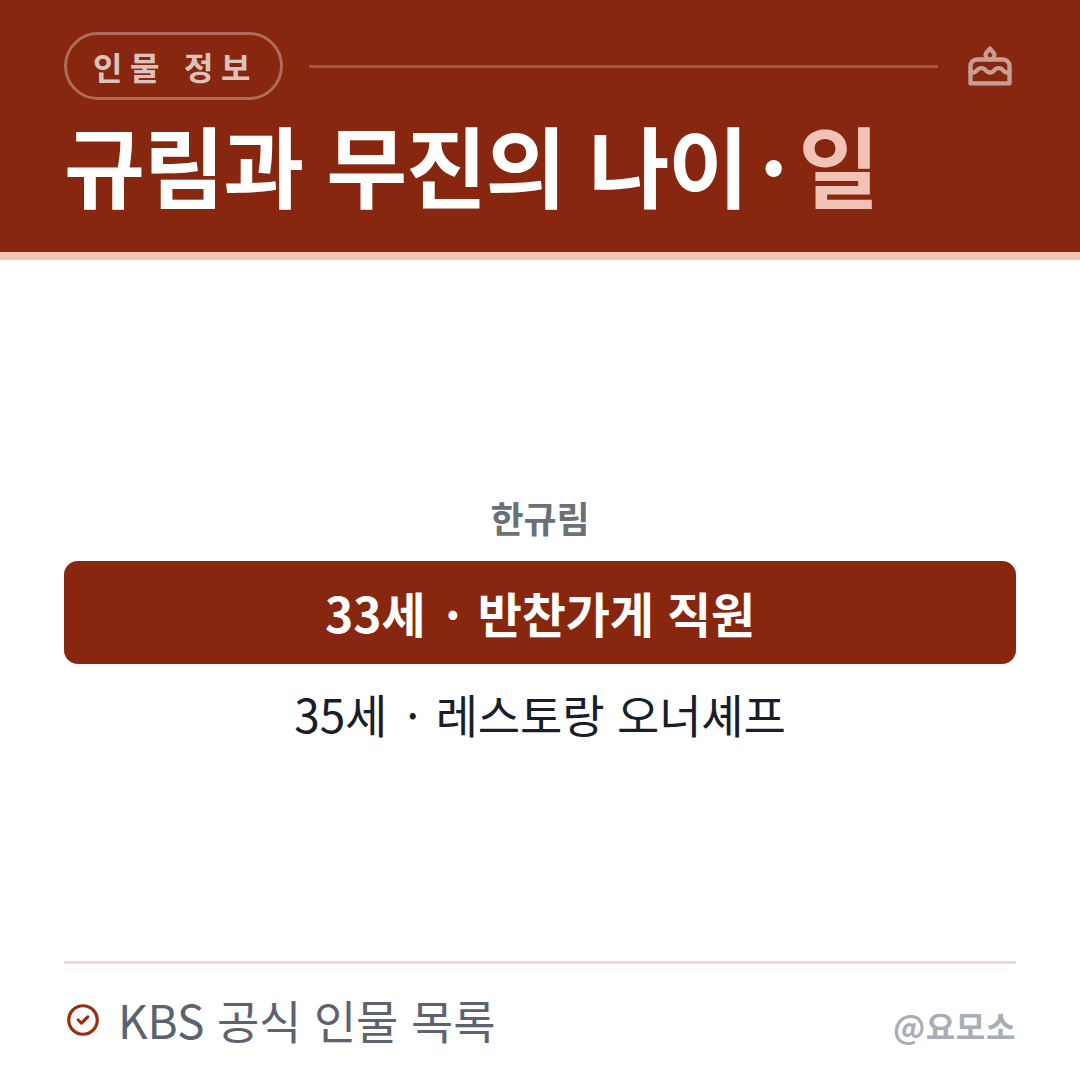 인물 정보
규림과 무진의 나이·일
한규림
33세 · 반찬가게 직원
35세 · 레스토랑 오너셰프
KBS 공식 인물 목록
@요모소